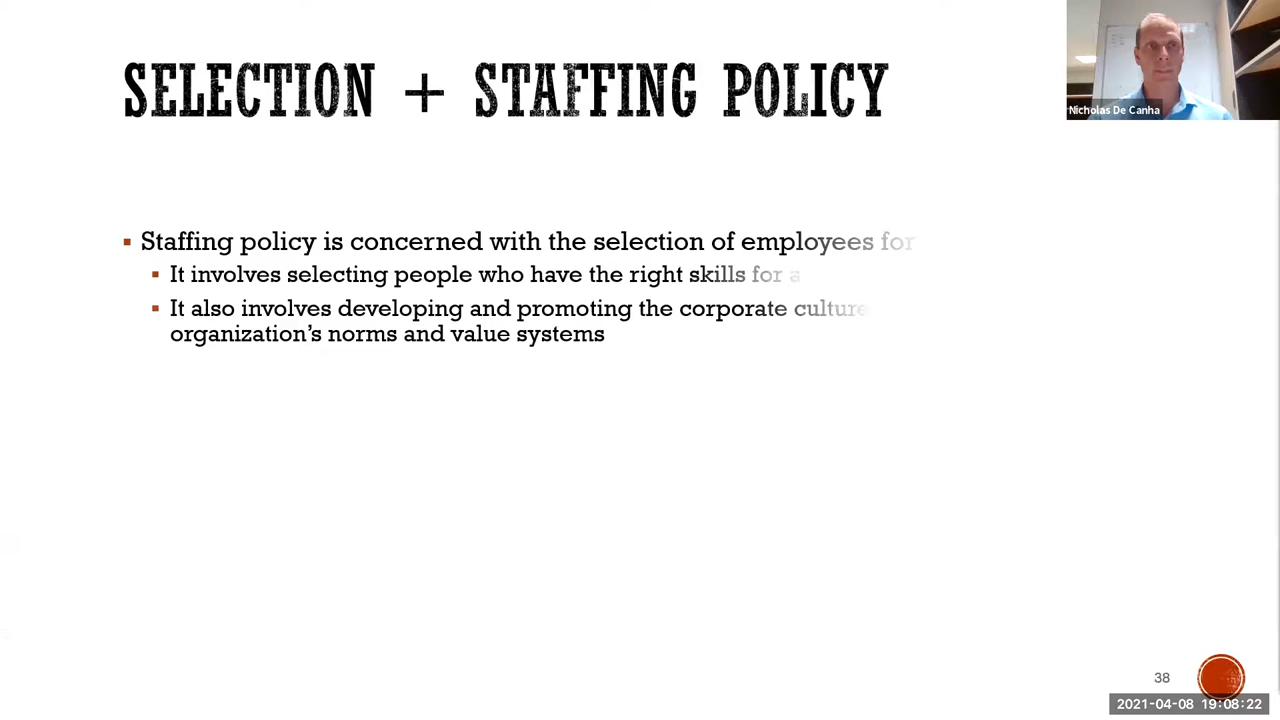 SELECTION + STAFFING POLICY
Nicholas De Canha
▪ Staffing policy is concerned with the selection of employees for
▪ It involves selecting people who have the right skills for a
▪ It also involves developing and promoting the corporate culture
organization's norms and value systems
38
2021-04-08 19:08:22